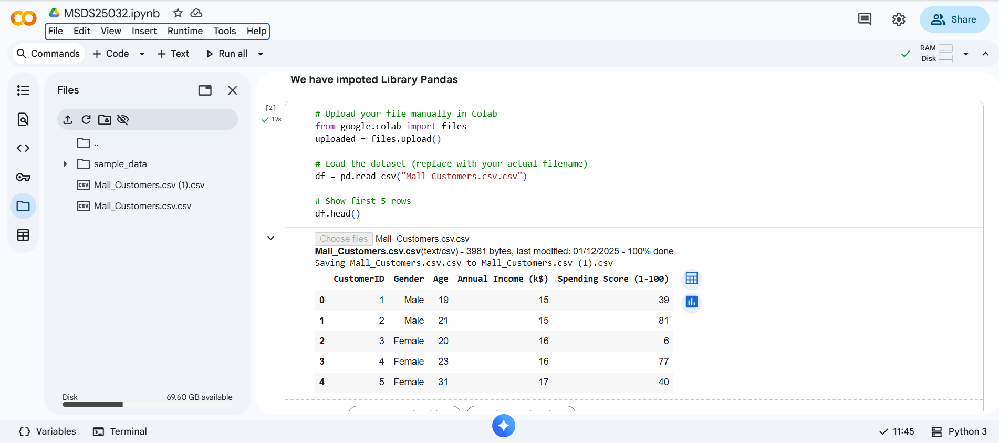 MSDS25032.ipynb
File Edit View Insert Runtime Tools Help
Share
Commands + Code + Text Run all
RAM
Disk
Files
..
sample_data
Mall_Customers.csv (1).csv
Mall_Customers.csv.csv
Disk 69.60 GB available
We have impoted Library Pandas
[2]
19s
# Upload your file manually in Colab
from google.colab import files
uploaded = files.upload()
# Load the dataset (replace with your actual filename)
df = pd.read_csv("Mall_Customers.csv.csv")
# Show first 5 rows
df.head()
Choose files Mall_Customers.csv.csv
Mall_Customers.csv.csv(text/csv) - 3981 bytes, last modified: 01/12/2025 - 100% done
Saving Mall_Customers.csv.csv to Mall_Customers.csv (1).csv
CustomerID Gender Age Annual Income (k$) Spending Score (1-100)
0 1 Male 19 15 39
1 2 Male 21 15 81
2 3 Female 20 16 6
3 4 Female 23 16 77
4 5 Female 31 17 40
{} Variables Terminal
11:45 Python 3